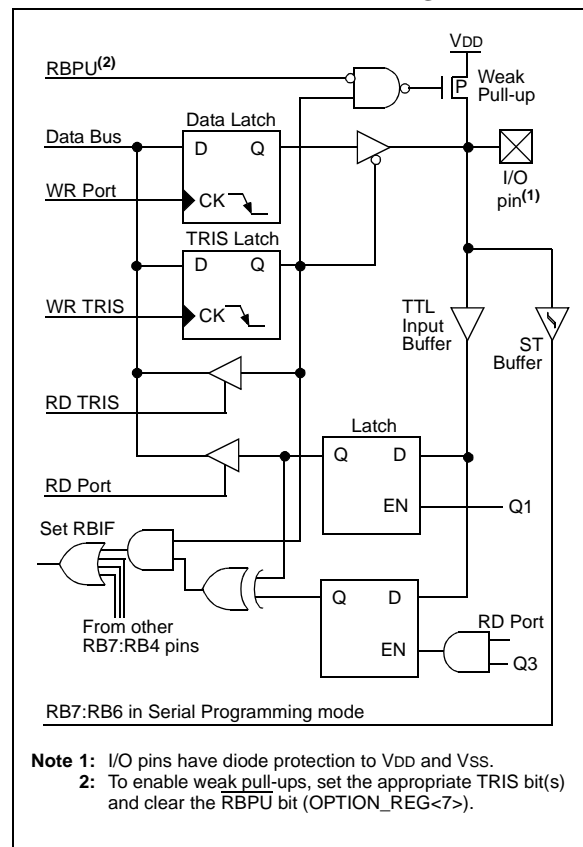 VDD
RBPU(2)
P
Weak
Pull-up
Data Latch
Data Bus
D Q
I/O
pin(1)
WR Port
CK
TRIS Latch
D Q
WR TRIS
CK
TTL
Input
Buffer
ST
Buffer
RD TRIS
Latch
Q D
RD Port
EN
Q1
Set RBIF
Q D
RD Port
From other
RB7:RB4 pins
EN
Q3
RB7:RB6 in Serial Programming mode
Note 1: I/O pins have diode protection to VDD and VSS.
2: To enable weak pull-ups, set the appropriate TRIS bit(s)
and clear the RBPU bit (OPTION_REG<7>).